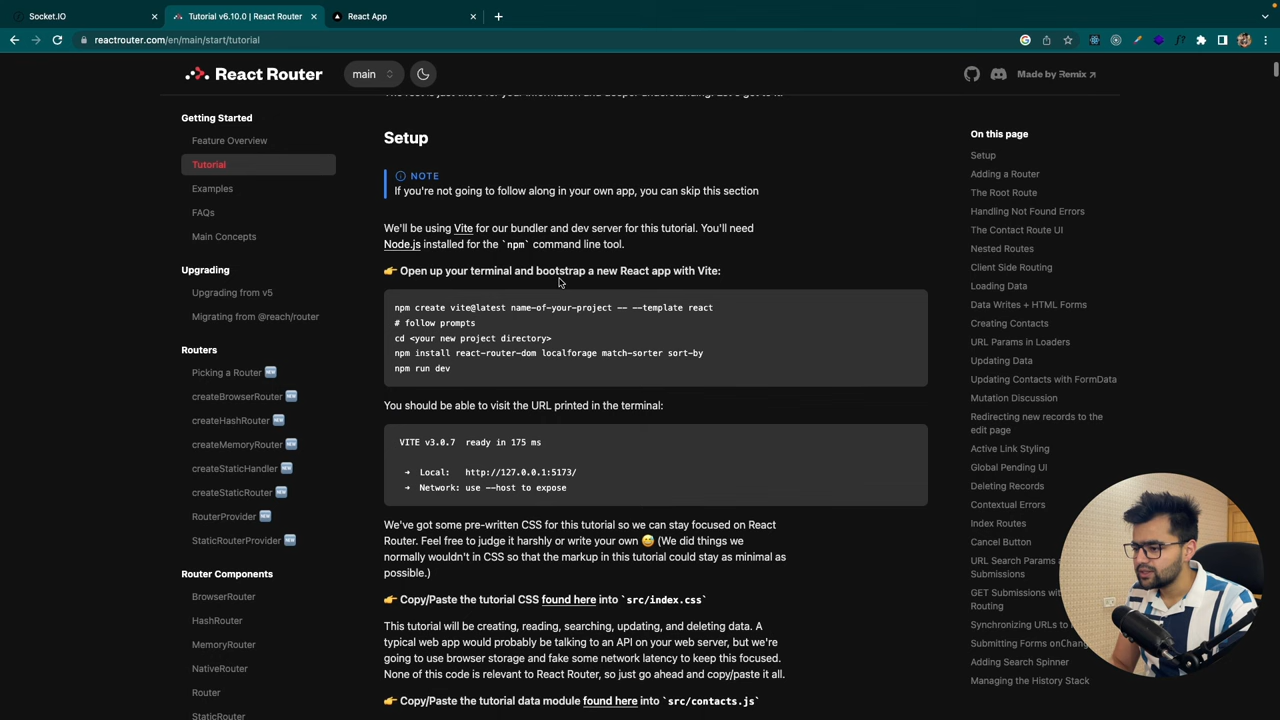 Socket.IO
Tutorial v6.10.0 | React Router
React App
reactrouter.com/en/main/start/tutorial
React Router
main
Made by Remix ↗
Getting Started
Feature Overview
Tutorial
Examples
FAQs
Main Concepts
Upgrading
Upgrading from v5
Migrating from @reach/router
Routers
Picking a Router 🆕
createBrowserRouter 🆕
createHashRouter 🆕
createMemoryRouter 🆕
createStaticHandler 🆕
createStaticRouter 🆕
RouterProvider 🆕
StaticRouterProvider 🆕
Router Components
BrowserRouter
HashRouter
MemoryRouter
NativeRouter
Router
StaticRouter
Setup
NOTE
If you're not going to follow along in your own app, you can skip this section
We'll be using Vite for our bundler and dev server for this tutorial. You'll need
Node.js installed for the `npm` command line tool.
👉 Open up your terminal and bootstrap a new React app with Vite:
npm create vite@latest name-of-your-project -- --template react
# follow prompts
cd <your new project directory>
npm install react-router-dom localforage match-sorter sort-by
npm run dev
You should be able to visit the URL printed in the terminal:
VITE v3.0.7 ready in 175 ms
➜ Local: http://127.0.0.1:5173/
➜ Network: use --host to expose
We've got some pre-written CSS for this tutorial so we can stay focused on React
Router. Feel free to judge it harshly or write your own 😅 (We did things we
normally wouldn't in CSS so that the markup in this tutorial could stay as minimal as
possible.)
👉 Copy/Paste the tutorial CSS found here into `src/index.css`
This tutorial will be creating, reading, searching, updating, and deleting data. A
typical web app would probably be talking to an API on your web server, but we're
going to use browser storage and fake some network latency to keep this focused.
None of this code is relevant to React Router, so just go ahead and copy/paste it all.
👉 Copy/Paste the tutorial data module found here into `src/contacts.js`
On this page
Setup
Adding a Router
The Root Route
Handling Not Found Errors
The Contact Route UI
Nested Routes
Client Side Routing
Loading Data
Data Writes + HTML Forms
Creating Contacts
URL Params in Loaders
Updating Data
Updating Contacts with FormData
Mutation Discussion
Redirecting new records to the
edit page
Active Link Styling
Global Pending UI
Deleting Records
Contextual Errors
Index Routes
Cancel Button
URL Search Params
Submissions
GET Submissions
Routing
Synchronizing URLs to
Submitting Forms
Adding Search Spinner
Managing the History Stack